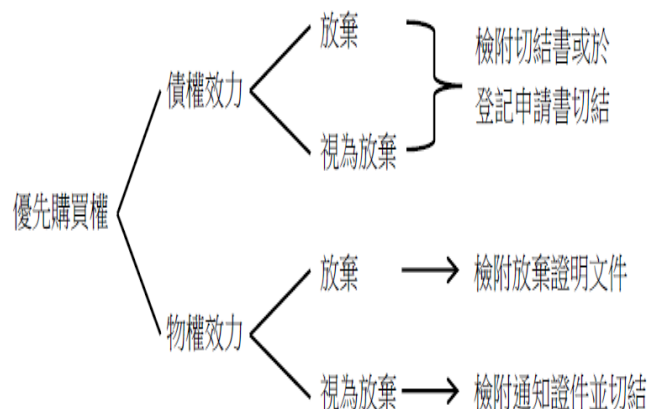 優先購買權
債權效力
放棄
視為放棄
檢附切結書或於
登記申請書切結
物權效力
放棄
檢附放棄證明文件
視為放棄
檢附通知證件並切結